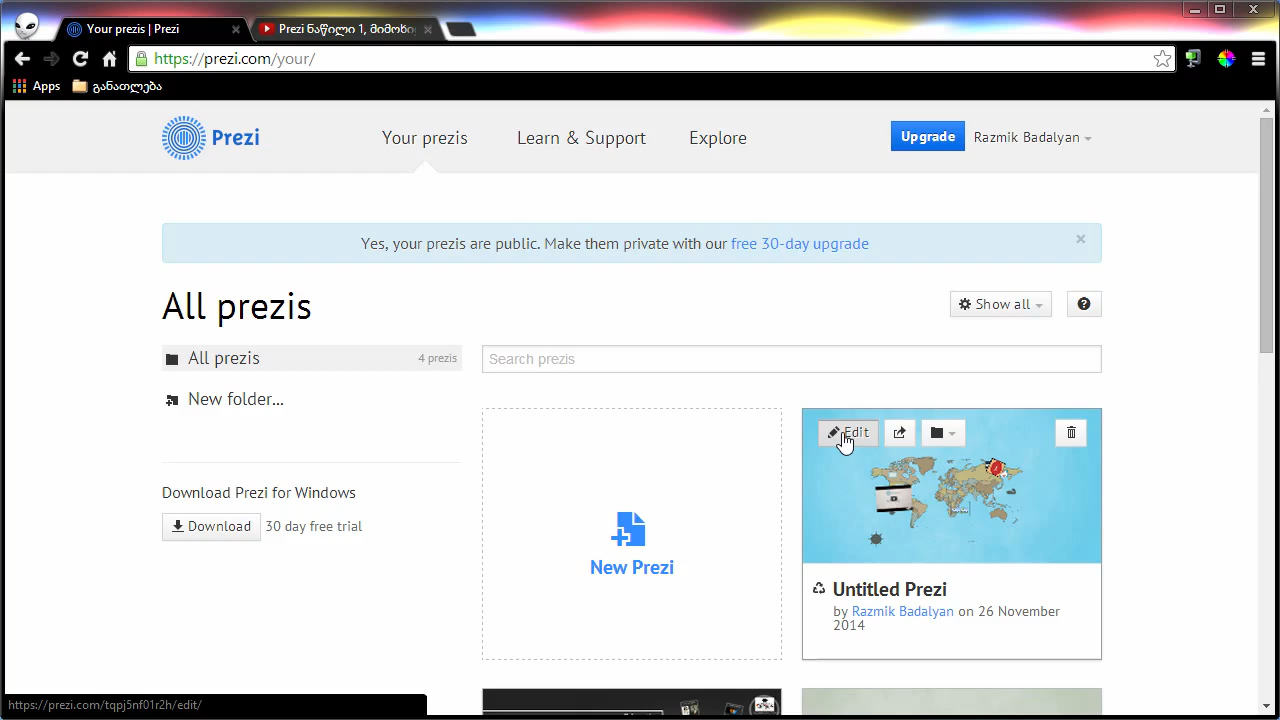 Your prezis | Prezi
Prezi ნაწილი 1, მიმოხი
https://prezi.com/your/
Apps
განათლება
Prezi
Your prezis
Learn & Support
Explore
Upgrade
Razmik Badalyan
Yes, your prezis are public. Make them private with our free 30-day upgrade
All prezis
Show all
All prezis
4 prezis
Search prezis
New folder...
Edit
Download Prezi for Windows
Download
30 day free trial
New Prezi
Untitled Prezi
by Razmik Badalyan on 26 November
2014
https://prezi.com/tqpj5nf01r2h/edit/